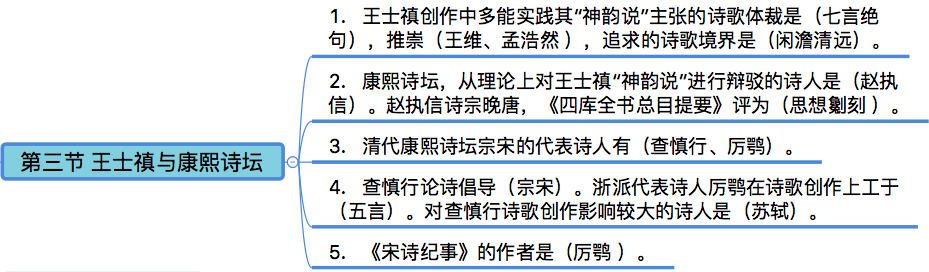 第三节 王士禛与康熙诗坛
1. 王士禛创作中多能实践其“神韵说”主张的诗歌体裁是（七言绝
句），推崇（王维、孟浩然 ），追求的诗歌境界是（闲澹清远）。
2. 康熙诗坛，从理论上对王士禛“神韵说”进行辩驳的诗人是（赵执
信）。赵执信诗宗晚唐，《四库全书总目提要》评为（思想劖刻 ）。
3. 清代康熙诗坛宗宋的代表诗人有（查慎行、厉鹗）。
4. 查慎行论诗倡导（宗宋）。浙派代表诗人厉鹗在诗歌创作上工于
（五言）。对查慎行诗歌创作影响较大的诗人是（苏轼）。
5. 《宋诗纪事》的作者是（厉鹗 ）。